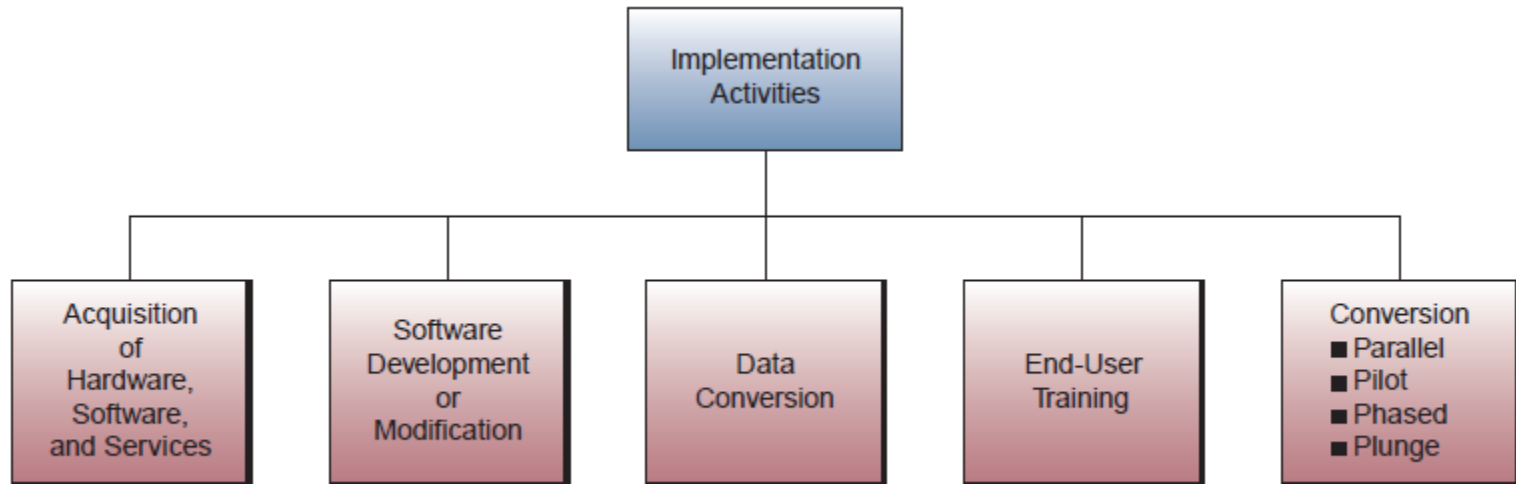 Implementation
Activities
Acquisition
of
Hardware,
Software,
and Services
Software
Development
or
Modification
Data
Conversion
End-User
Training
Conversion
■ Parallel
■ Pilot
■ Phased
■ Plunge